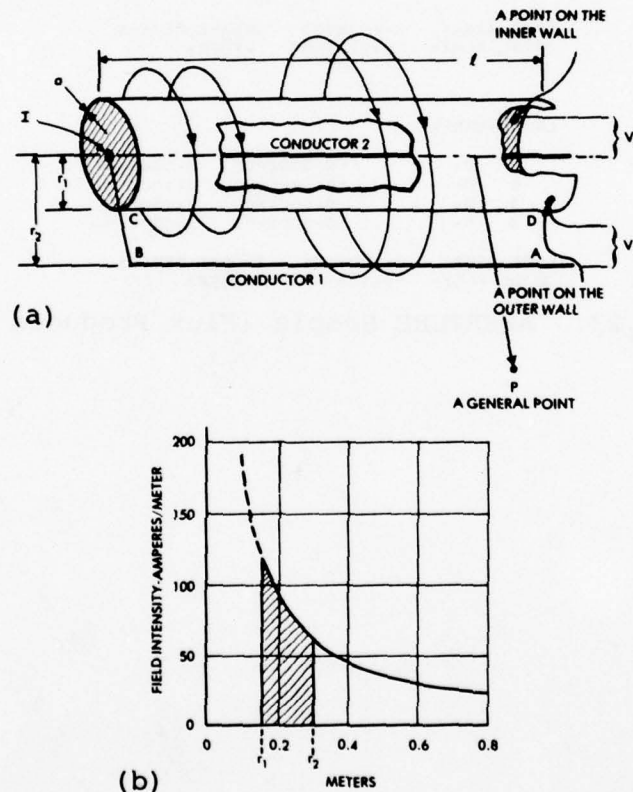 A POINT ON THE
INNER WALL
ℓ
a
I
V
CONDUCTOR 2
r₁
r₂
C
D
B
A
V
CONDUCTOR 1
A POINT ON THE
OUTER WALL
(a)
P
A GENERAL POINT
200
150
100
50
0
FIELD INTENSITY-AMPERES/METER
0
0.2
0.4
0.6
0.8
r₁
r₂
METERS
(b)